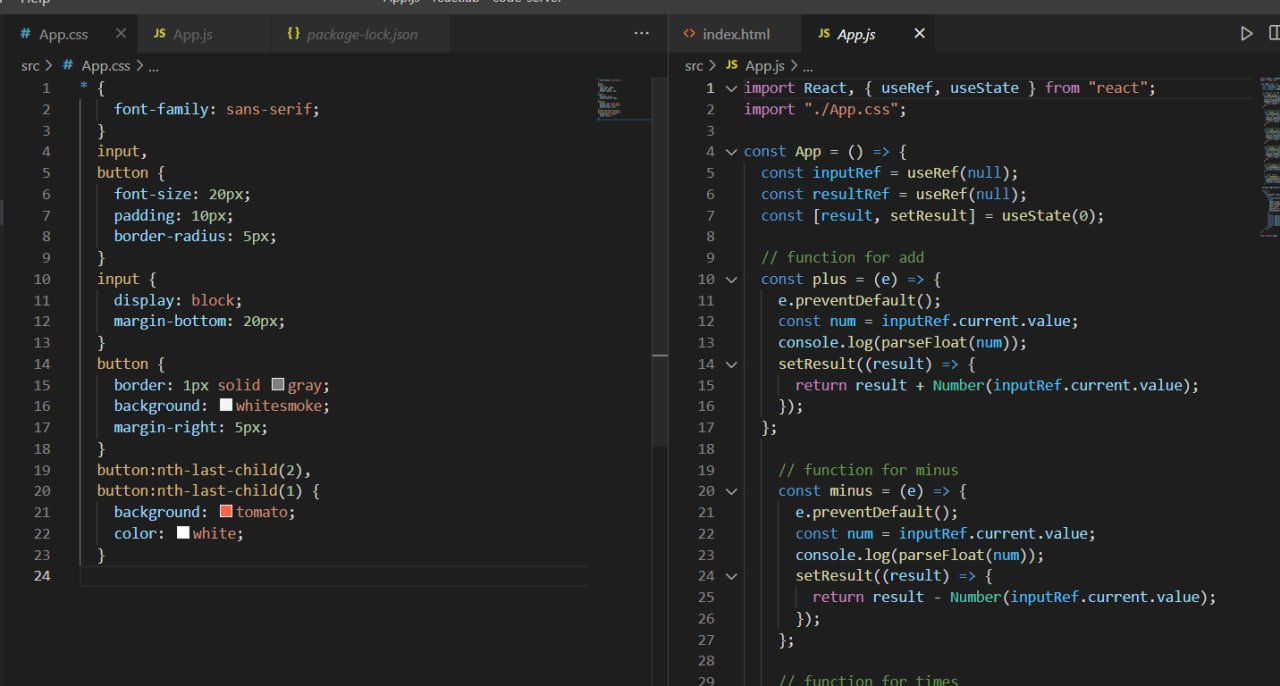 Help
App.js - reactlab - code-server
# App.css ×
JS App.js
{} package-lock.json
...
src > # App.css > ...
1 * {
2 font-family: sans-serif;
3 }
4 input,
5 button {
6 font-size: 20px;
7 padding: 10px;
8 border-radius: 5px;
9 }
10 input {
11 display: block;
12 margin-bottom: 20px;
13 }
14 button {
15 border: 1px solid gray;
16 background: whitesmoke;
17 margin-right: 5px;
18 }
19 button:nth-last-child(2),
20 button:nth-last-child(1) {
21 background: tomato;
22 color: white;
23 }
24
<> index.html
JS App.js ×
src > JS App.js > ...
1 import React, { useRef, useState } from "react";
2 import "./App.css";
3
4 const App = () => {
5 const inputRef = useRef(null);
6 const resultRef = useRef(null);
7 const [result, setResult] = useState(0);
8
9 // function for add
10 const plus = (e) => {
11 e.preventDefault();
12 const num = inputRef.current.value;
13 console.log(parseFloat(num));
14 setResult((result) => {
15 return result + Number(inputRef.current.value);
16 });
17 };
18
19 // function for minus
20 const minus = (e) => {
21 e.preventDefault();
22 const num = inputRef.current.value;
23 console.log(parseFloat(num));
24 setResult((result) => {
25 return result - Number(inputRef.current.value);
26 });
27 };
28
29 // function for times